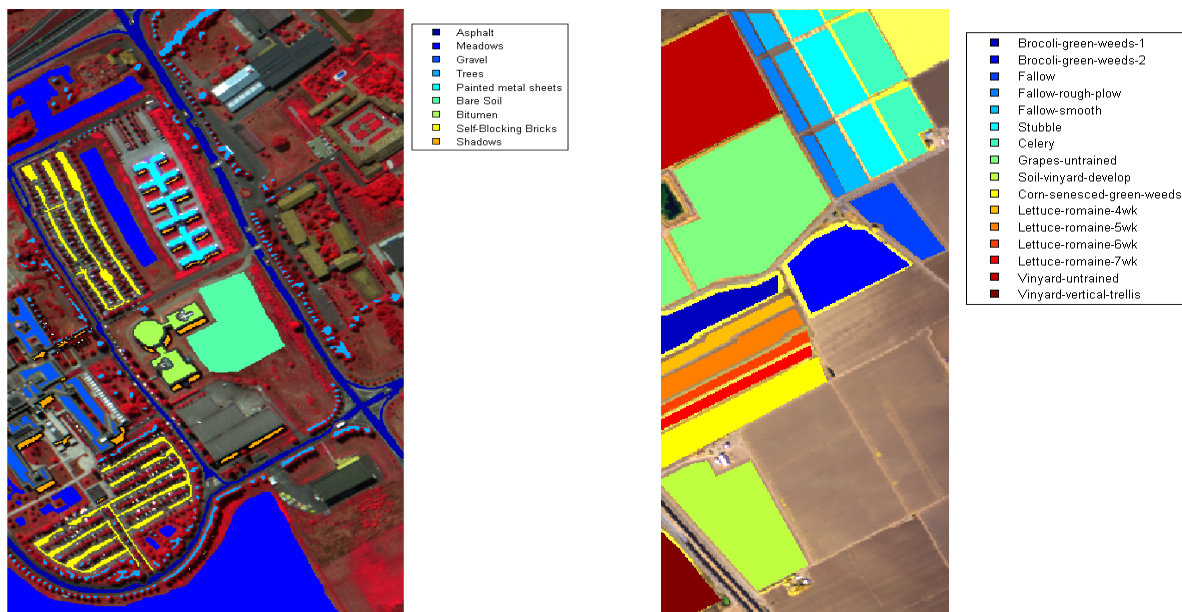 Asphalt
Meadows
Gravel
Trees
Painted metal sheets
Bare Soil
Bitumen
Self-Blocking Bricks
Shadows
Brocoli-green-weeds-1
Brocoli-green-weeds-2
Fallow
Fallow-rough-plow
Fallow-smooth
Stubble
Celery
Grapes-untrained
Soil-vinyard-develop
Corn-senesced-green-weeds
Lettuce-romaine-4wk
Lettuce-romaine-5wk
Lettuce-romaine-6wk
Lettuce-romaine-7wk
Vinyard-untrained
Vinyard-vertical-trellis